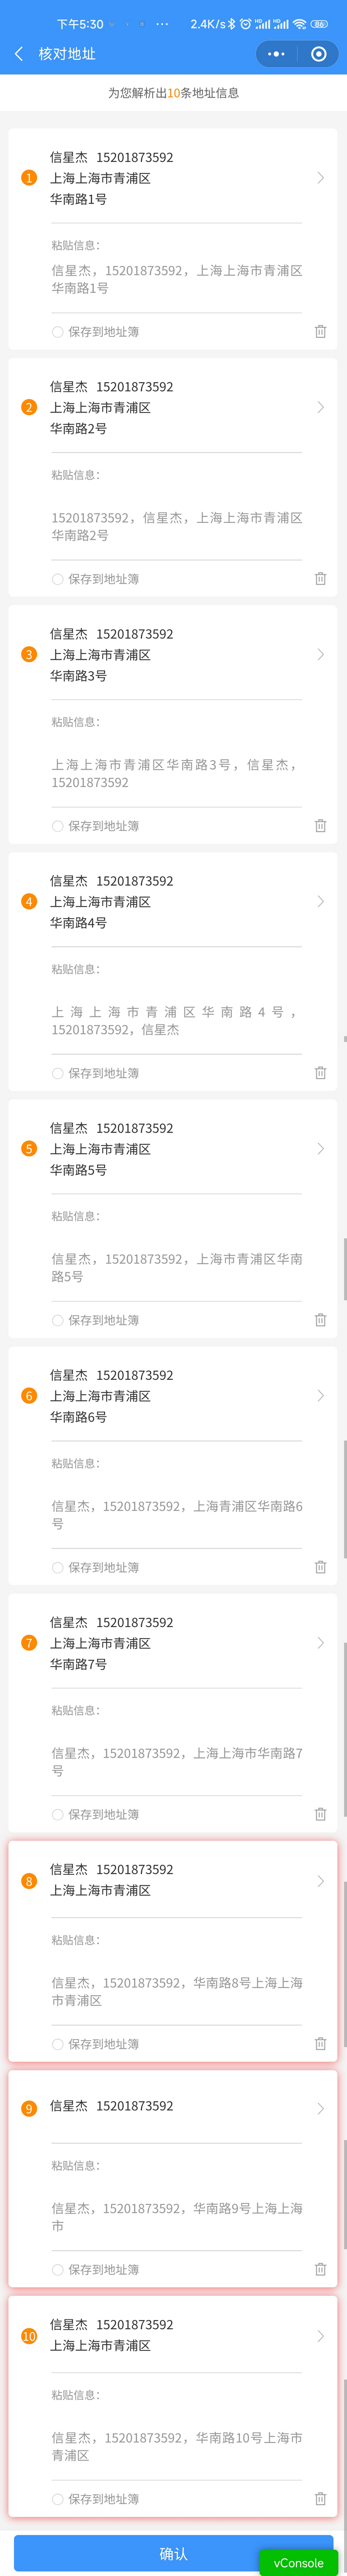 下午5:30 ··· 2.4K/s HD HD 86
核对地址
为您解析出10条地址信息
信星杰 15201873592
1 上海上海市青浦区
华南路1号
粘贴信息：
信星杰，15201873592，上海上海市青浦区
华南路1号
保存到地址簿
信星杰 15201873592
2 上海上海市青浦区
华南路2号
粘贴信息：
15201873592，信星杰，上海上海市青浦区
华南路2号
保存到地址簿
信星杰 15201873592
3 上海上海市青浦区
华南路3号
粘贴信息：
上海上海市青浦区华南路3号，信星杰，
15201873592
保存到地址簿
信星杰 15201873592
4 上海上海市青浦区
华南路4号
粘贴信息：
上海上海市青浦区华南路4号，
15201873592，信星杰
保存到地址簿
信星杰 15201873592
5 上海上海市青浦区
华南路5号
粘贴信息：
信星杰，15201873592，上海市青浦区华南
路5号
保存到地址簿
信星杰 15201873592
6 上海上海市青浦区
华南路6号
粘贴信息：
信星杰，15201873592，上海青浦区华南路6
号
保存到地址簿
信星杰 15201873592
7 上海上海市青浦区
华南路7号
粘贴信息：
信星杰，15201873592，上海上海市华南路7
号
保存到地址簿
信星杰 15201873592
8 上海上海市青浦区
粘贴信息：
信星杰，15201873592，华南路8号上海上海
市青浦区
保存到地址簿
9 信星杰 15201873592
粘贴信息：
信星杰，15201873592，华南路9号上海上海
市
保存到地址簿
信星杰 15201873592
10 上海上海市青浦区
粘贴信息：
信星杰，15201873592，华南路10号上海市
青浦区
保存到地址簿
确认
vConsole